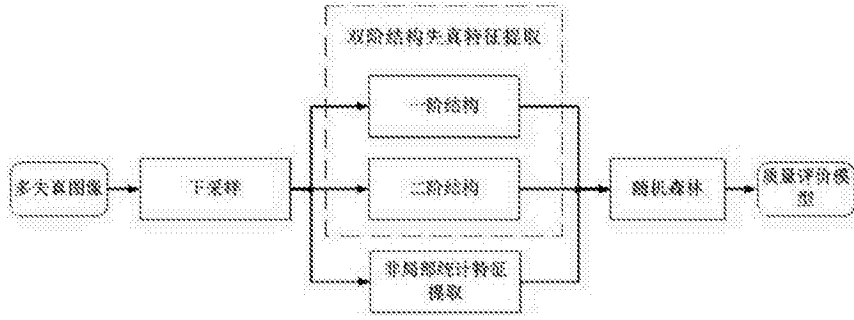 双阶结构失真特征提取
一阶结构
多失真图像
下采样
二阶结构
随机森林
质量评价模
型
非局部统计特征
提取